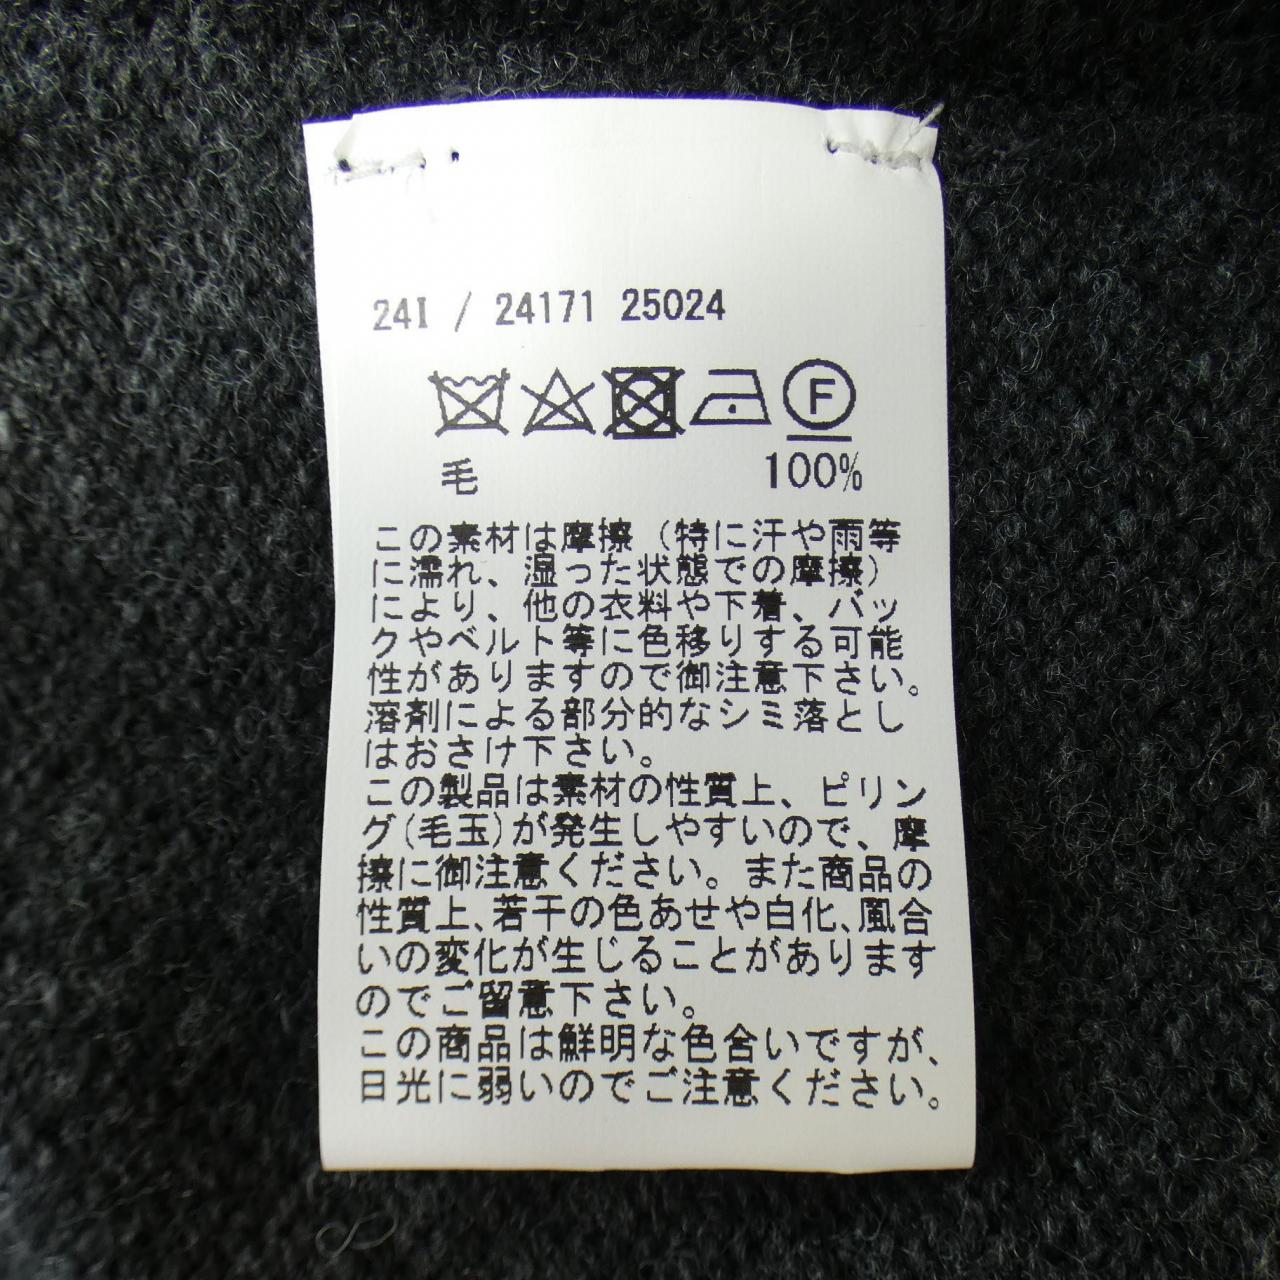 24I / 24171 25024
F
毛 100%
この素材は摩擦（特に汗や雨等
に濡れ、湿った状態での摩擦）
により、他の衣料や下着、バッ
クやベルト等に色移りする可能
性がありますので御注意下さい。
溶剤による部分的なシミ落とし
はおさけ下さい。
この製品は素材の性質上、ピリン
グ(毛玉)が発生しやすいので、摩
擦に御注意ください。また商品の
性質上、若干の色あせや白化、風合
いの変化が生じることがあります
のでご留意下さい。
この商品は鮮明な色合いですが、
日光に弱いのでご注意ください。